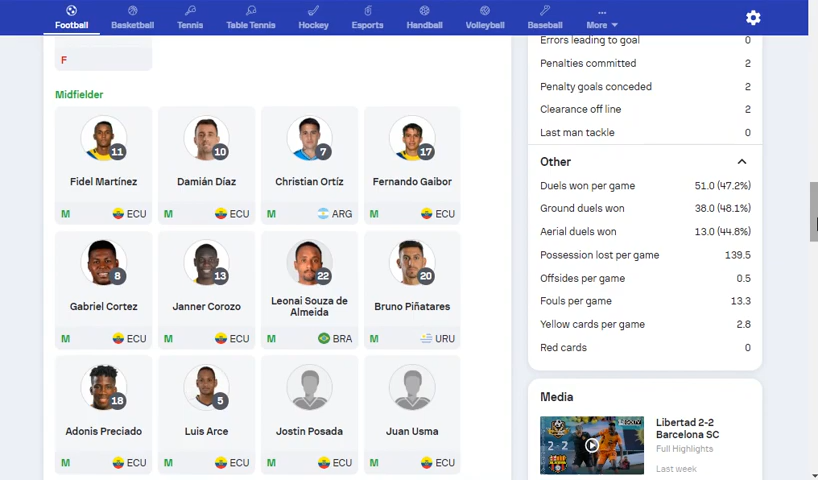 Football
Basketball
Tennis
Table Tennis
Hockey
Esports
Handball
Volleyball
Baseball
More
F
Midfielder
11
Fidel Martínez
M ECU
10
Damián Díaz
M ECU
7
Christian Ortíz
M ARG
17
Fernando Gaibor
M ECU
8
Gabriel Cortez
M ECU
13
Janner Corozo
M ECU
22
Leonai Souza de
Almeida
M BRA
20
Bruno Piñatares
M URU
18
Adonis Preciado
M ECU
5
Luis Arce
M ECU
Jostin Posada
M ECU
Juan Usma
M ECU
Errors leading to goal 0
Penalties committed 2
Penalty goals conceded 2
Clearance off line 2
Last man tackle 0
Other
Duels won per game 51.0 (47.2%)
Ground duels won 38.0 (48.1%)
Aerial duels won 13.0 (44.8%)
Possession lost per game 139.5
Offsides per game 0.5
Fouls per game 13.3
Yellow cards per game 2.8
Red cards 0
Media
2-2
Libertad 2-2
Barcelona SC
Full Highlights
Last week